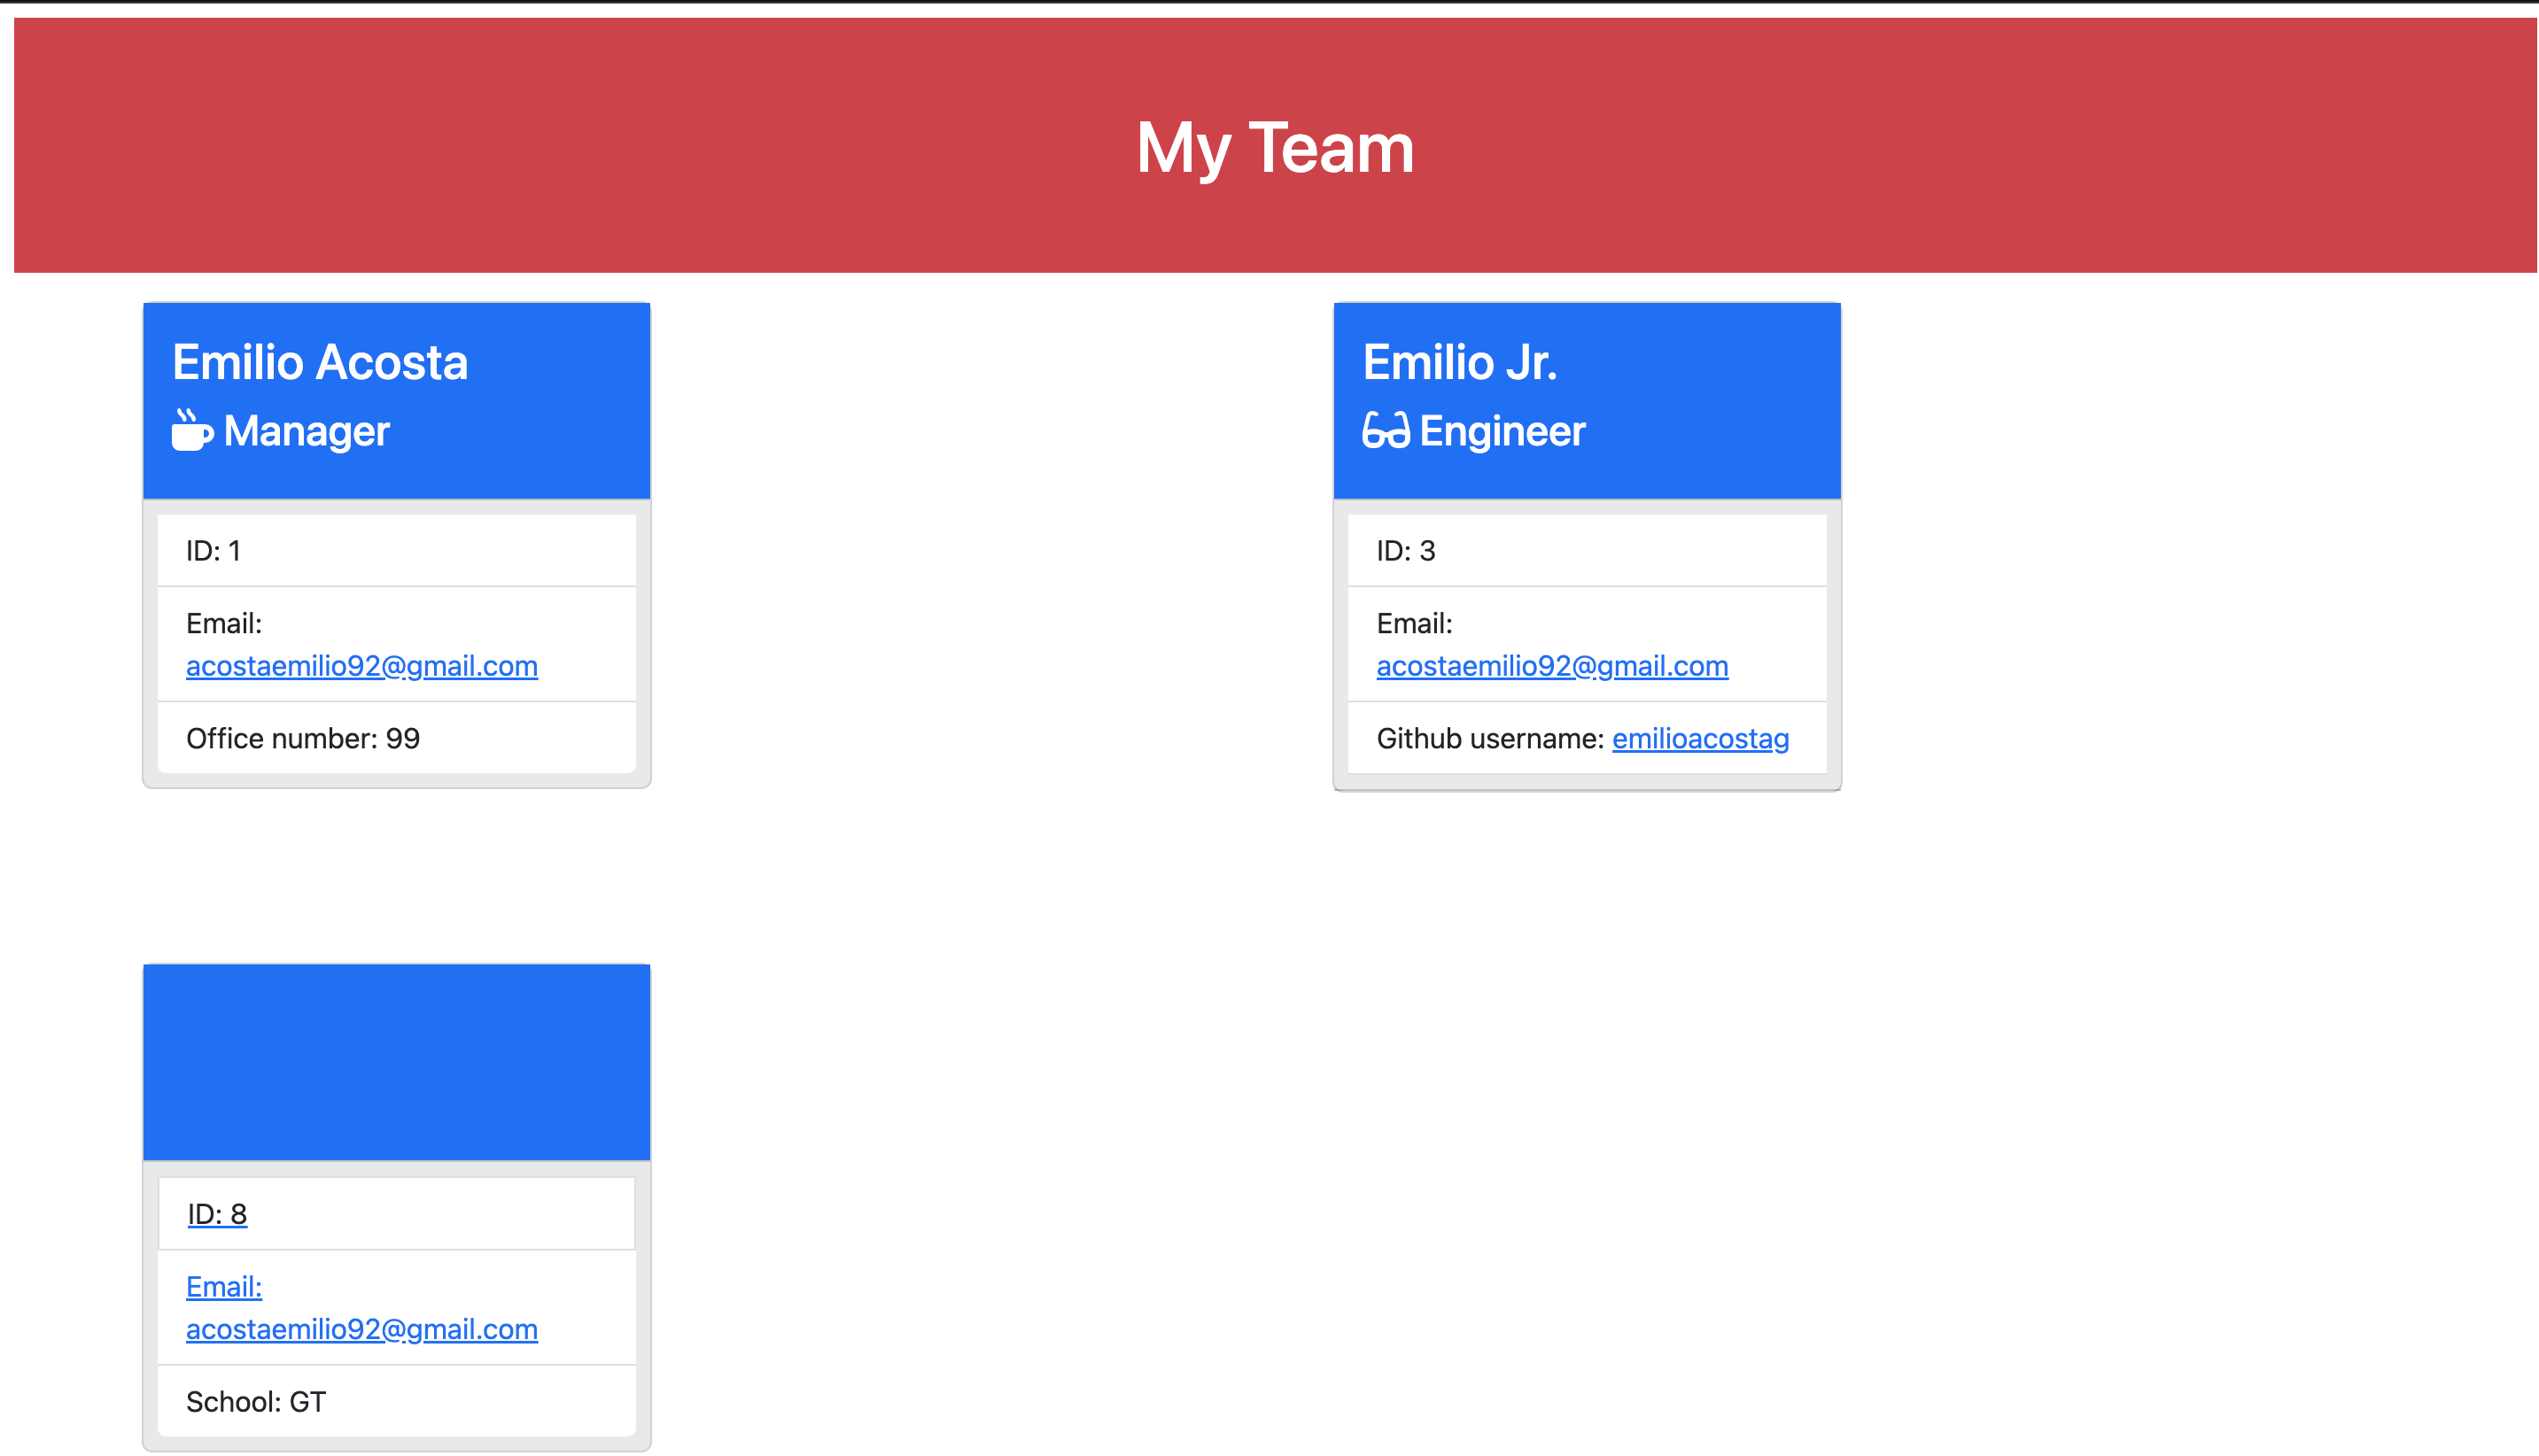 My Team
Emilio Acosta
Manager
ID: 1
Email:
acostaemilio92@gmail.com
Office number: 99
Emilio Jr.
Engineer
ID: 3
Email:
acostaemilio92@gmail.com
Github username: emilioacostag
ID: 8
Email:
acostaemilio92@gmail.com
School: GT